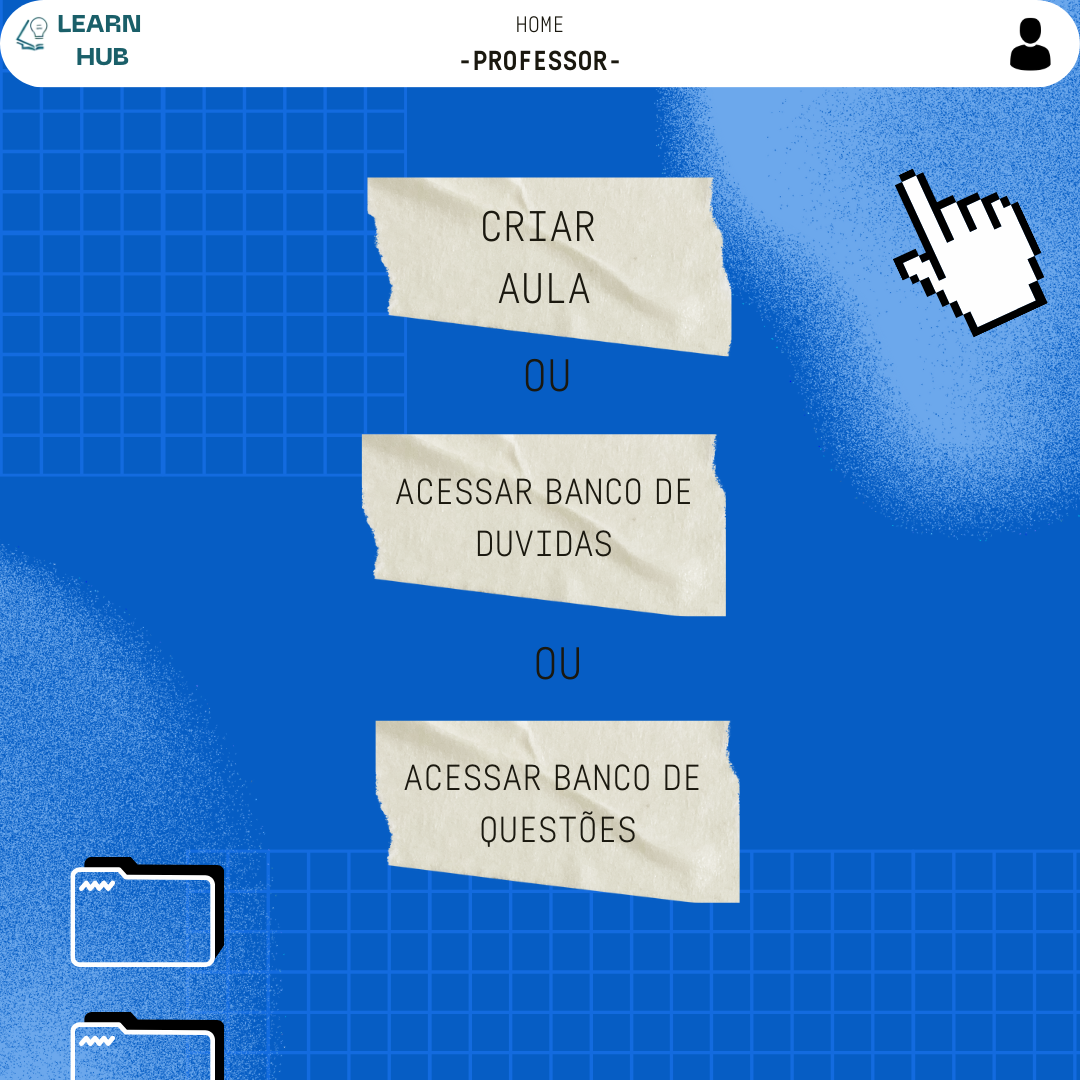 LEARN
HUB
HOME
-PROFESSOR-
CRIAR
AULA
OU
ACESSAR BANCO DE
DUVIDAS
OU
ACESSAR BANCO DE
QUESTÕES